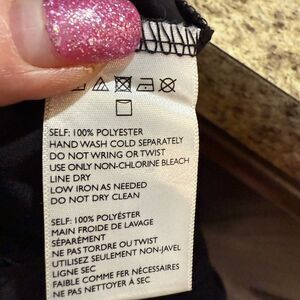 SELF: 100% POLYESTER
HAND WASH COLD SEPARATELY
DO NOT WRING OR TWIST
USE ONLY NON-CHLORINE BLEACH
LINE DRY
LOW IRON AS NEEDED
DO NOT DRY CLEAN
SELF: 100% POLYÉSTER
MAIN FROIDE DE LAVAGE
SÉPARÉMENT
NE PAS TORDRE OU TWIST
UTILISEZ SEULEMENT NON-JAVEL
LIGNE SEC
FAIBLE COMME FER NÉCESSAIRES
NE PAS NETTOYER À SEC